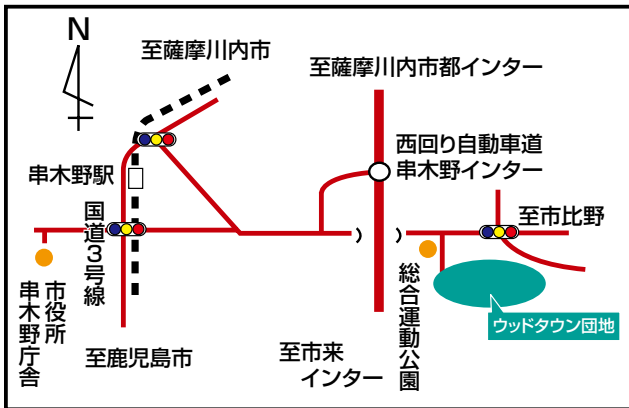 N
至薩摩川内市
至薩摩川内市都インター
西回り自動車道
串木野インター
串木野駅
国道3号線
至市比野
市役所
串木野庁舎
総合運動公園
ウッドタウン団地
至鹿児島市
至市来
インター